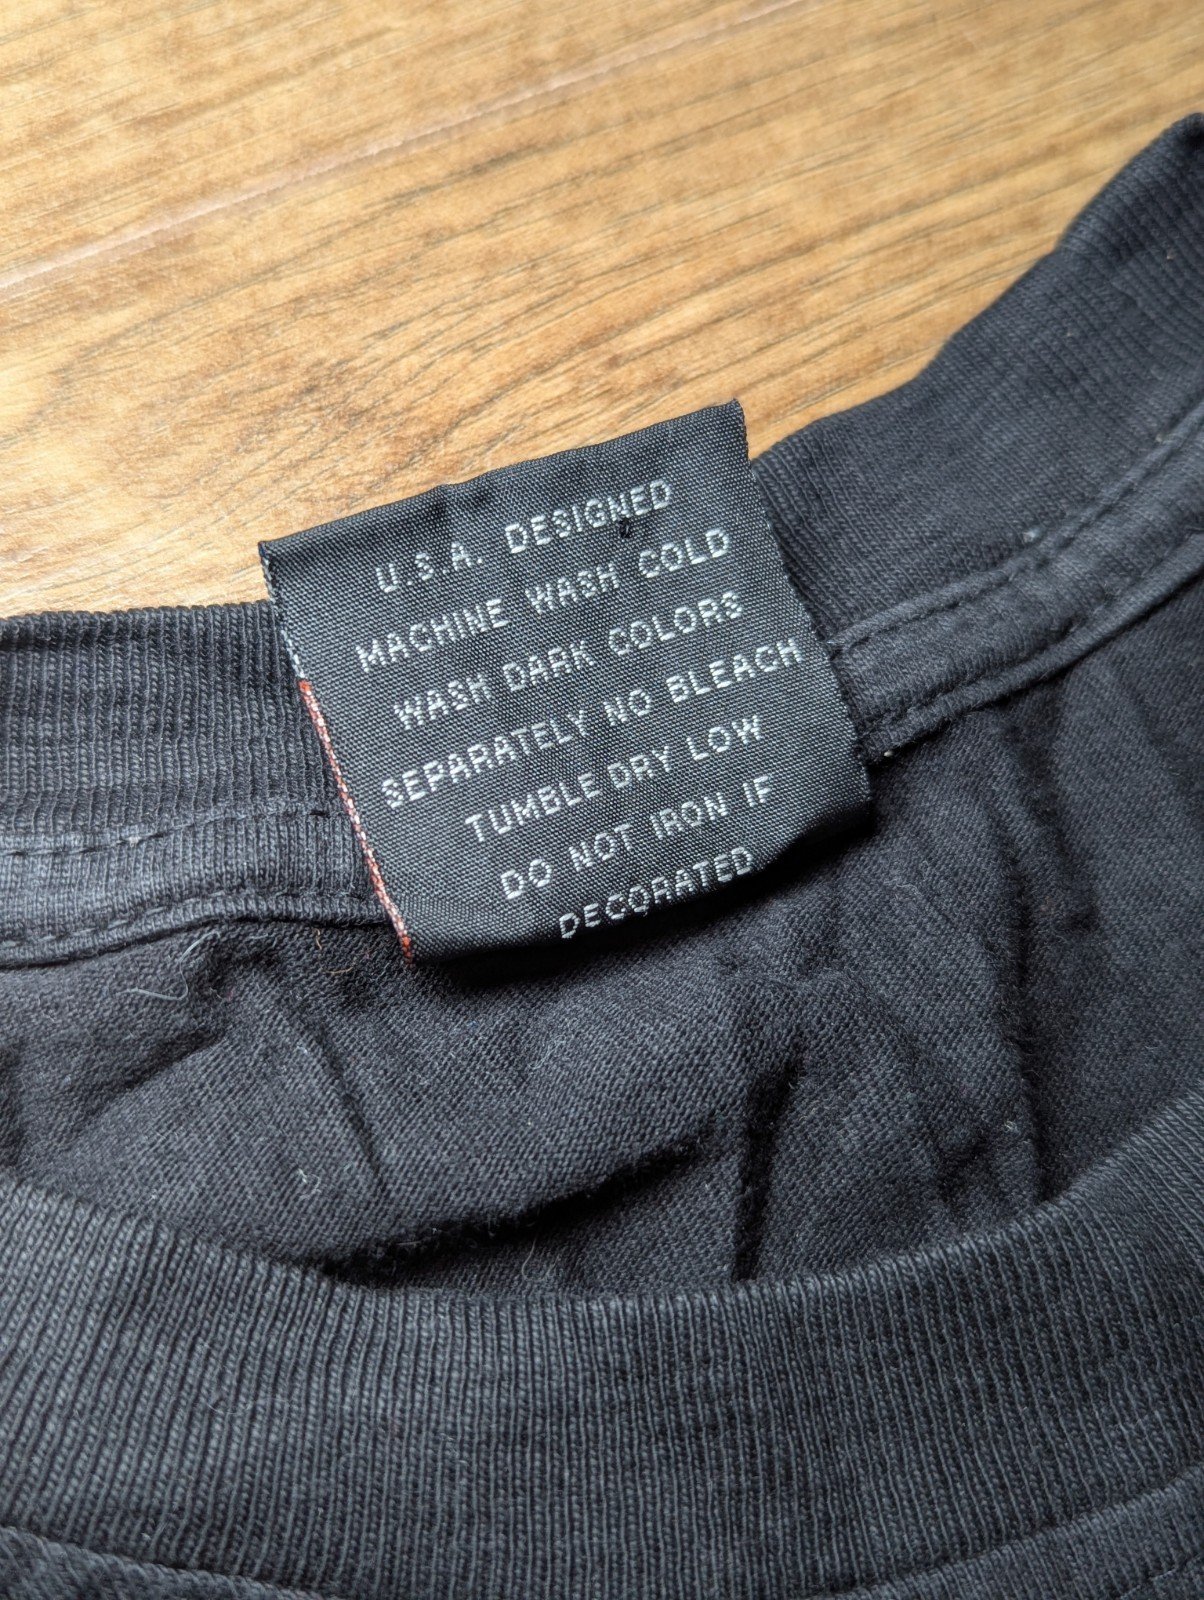 U.S.A. DESIGNED
MACHINE WASH COLD
WASH DARK COLORS
SEPARATELY NO BLEACH
TUMBLE DRY LOW
DO NOT IRON IF
DECORATED